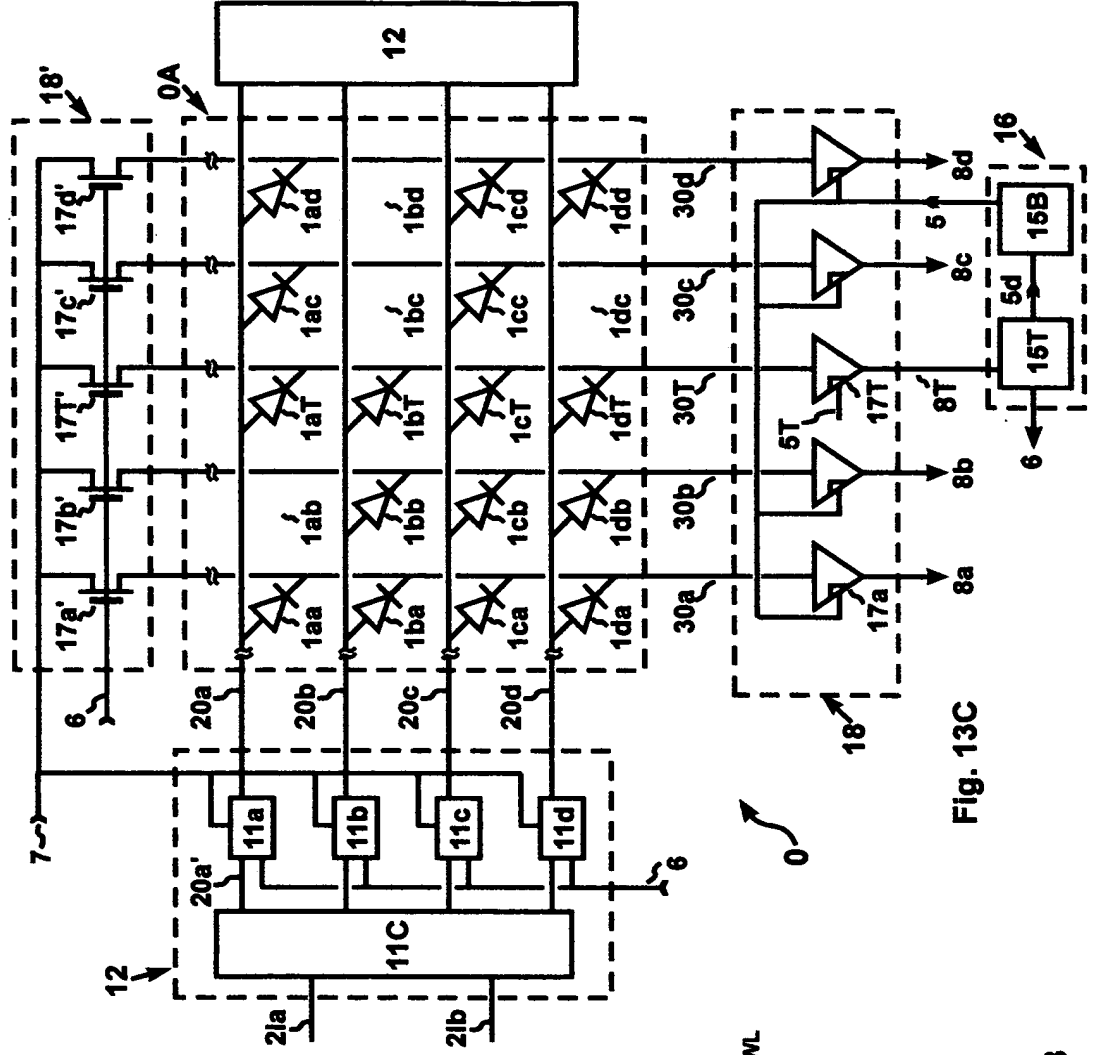 18'
17a' 17b' 17T' 17c' 17d'
7
6
0A
12
20a 1aa 1ab 1aT 1ac 1ad
20b 1ba 1bb 1bT 1bc 1bd
20c 1ca 1cb 1cT 1cc 1cd
20d 1da 1db 1dT 1dc 1dd
12
11a
11b
11c
11d
20a'
11C
6
2Ia
2Ib
30a 30b 30T 30c 30d
18
17a
5T
17T
5
16
8a 8b 8T 8c 8d
6
15T
5d
15B
0
Fig. 13C
WL